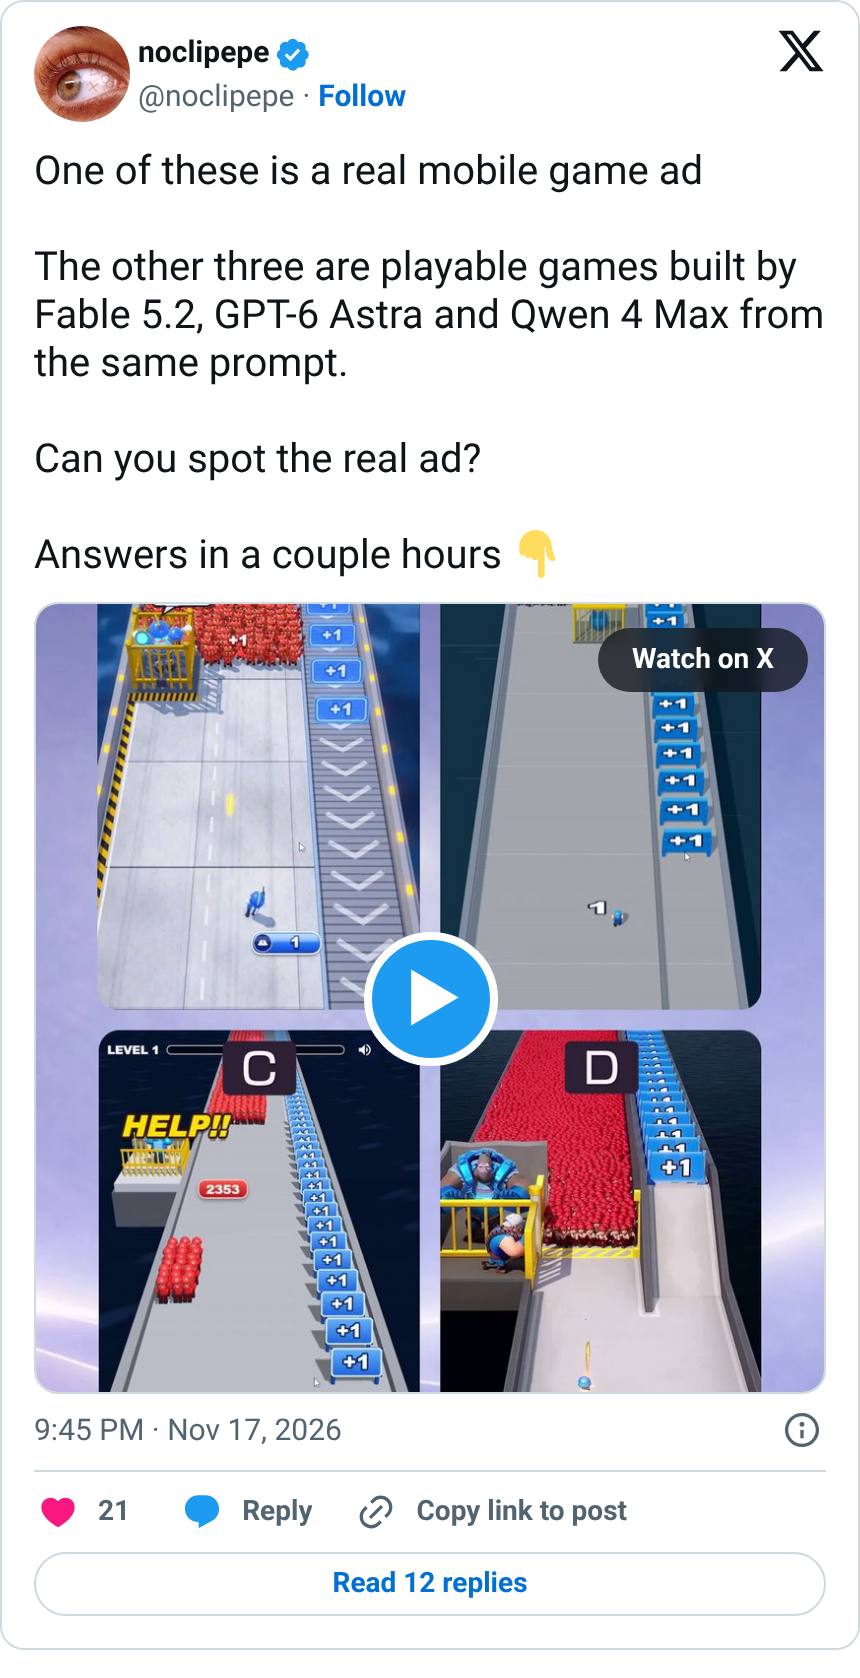 noclipepe
@noclipepe · Follow
One of these is a real mobile game ad
The other three are playable games built by
Fable 5.2, GPT-6 Astra and Qwen 4 Max from
the same prompt.
Can you spot the real ad?
Answers in a couple hours 👇
Watch on X
+1
+1
+1
+1
1
+1
+1
+1
+1
+1
+1
+1
1
LEVEL 1
C
HELP!!
2353
+1
+1
+1
+1
+1
+1
+1
+1
D
+1
9:45 PM · Nov 17, 2026
21 Reply Copy link to post
Read 12 replies